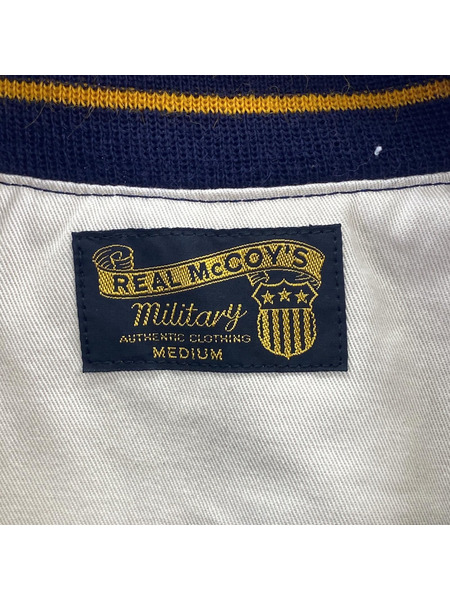 REAL McCOY'S
Military
AUTHENTIC CLOTHING
MEDIUM